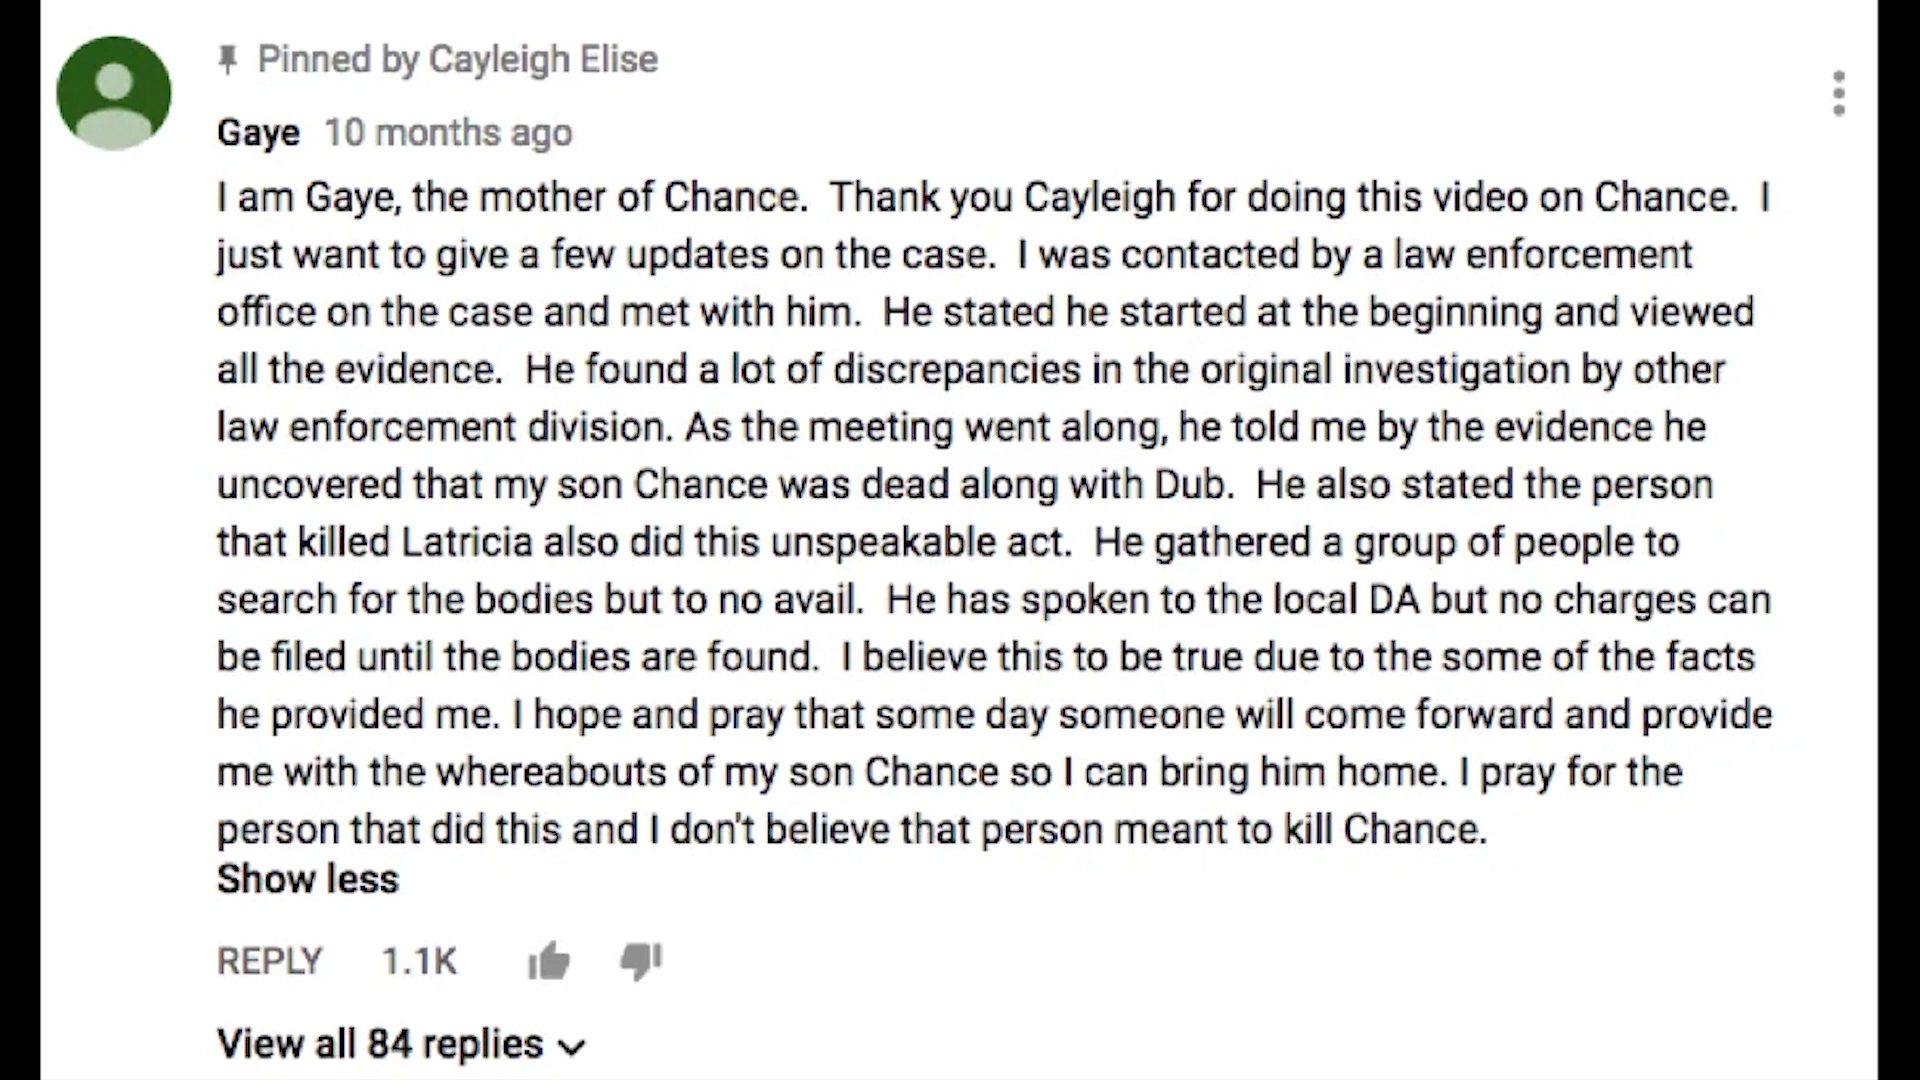 Pinned by Cayleigh Elise
Gaye 10 months ago
I am Gaye, the mother of Chance.  Thank you Cayleigh for doing this video on Chance.  I
just want to give a few updates on the case.  I was contacted by a law enforcement
office on the case and met with him.  He stated he started at the beginning and viewed
all the evidence.  He found a lot of discrepancies in the original investigation by other
law enforcement division. As the meeting went along, he told me by the evidence he
uncovered that my son Chance was dead along with Dub.  He also stated the person
that killed Latricia also did this unspeakable act.  He gathered a group of people to
search for the bodies but to no avail.  He has spoken to the local DA but no charges can
be filed until the bodies are found.  I believe this to be true due to the some of the facts
he provided me. I hope and pray that some day someone will come forward and provide
me with the whereabouts of my son Chance so I can bring him home. I pray for the
person that did this and I don't believe that person meant to kill Chance.
Show less
REPLY 1.1K
View all 84 replies